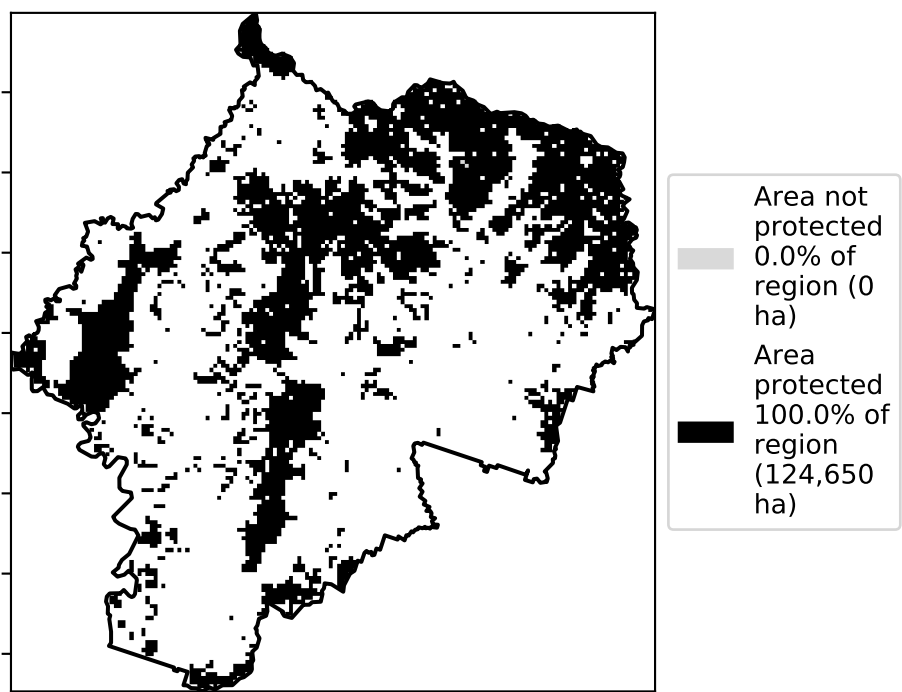 Area not
protected
0.0% of
region (0
ha)
Area
protected
100.0% of
region
(124,650
ha)